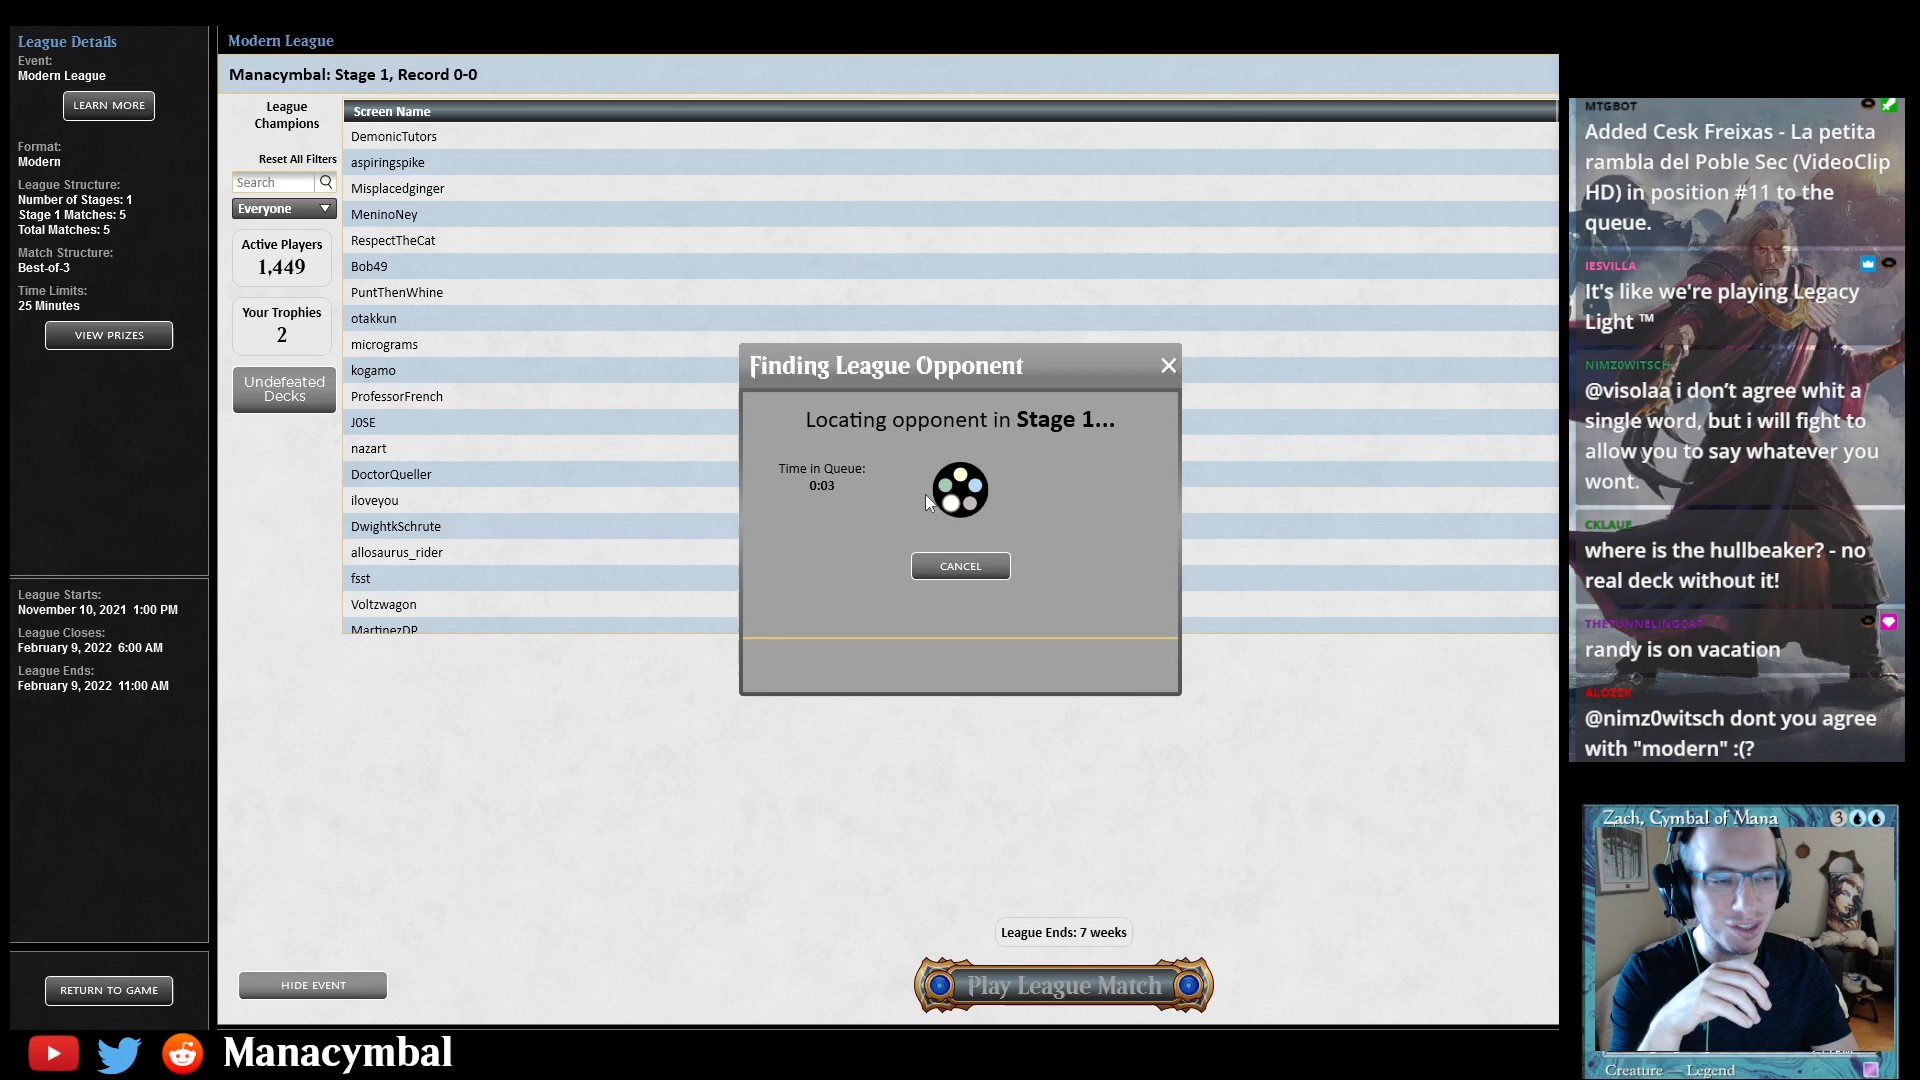 League Details
Event:
Modern League
LEARN MORE
Format:
Modern
League Structure:
Number of Stages: 1
Stage 1 Matches: 5
Total Matches: 5
Match Structure:
Best-of-3
Time Limits:
25 Minutes
VIEW PRIZES
League Starts:
November 10, 2021 1:00 PM
League Closes:
February 9, 2022 6:00 AM
League Ends:
February 9, 2022 11:00 AM
RETURN TO GAME
Modern League
Manacymbal: Stage 1, Record 0-0
League
Champions
Reset All Filters
Search
Everyone
Active Players
1,449
Your Trophies
2
Undefeated
Decks
Screen Name
DemonicTutors
aspiringspike
Misplacedginger
MeninoNey
RespectTheCat
Bob49
PuntThenWhine
otakkun
micrograms
kogamo
ProfessorFrench
J0SE
nazart
DoctorQueller
iloveyou
DwightkSchrute
allosaurus_rider
fsst
Voltzwagon
MartinezDP
Finding League Opponent
Locating opponent in Stage 1...
Time in Queue:
0:03
CANCEL
League Ends: 7 weeks
HIDE EVENT
Play League Match
MTGBOT
Added Cesk Freixas - La petita
rambla del Poble Sec (VideoClip
HD) in position #11 to the
queue.
IESVILLA
It's like we're playing Legacy
Light ™
NIMZ0WITSCH
@visolaa i don't agree whit a
single word, but i will fight to
allow you to say whatever you
wont.
CKLAUE
where is the hullbeaker? - no
real deck without it!
THETUNNELINGCAT
randy is on vacation
ALOZZK
@nimz0witsch dont you agree
with "modern" :(?
Zach, Cymbal of Mana 3
Creature — Legend
Manacymbal